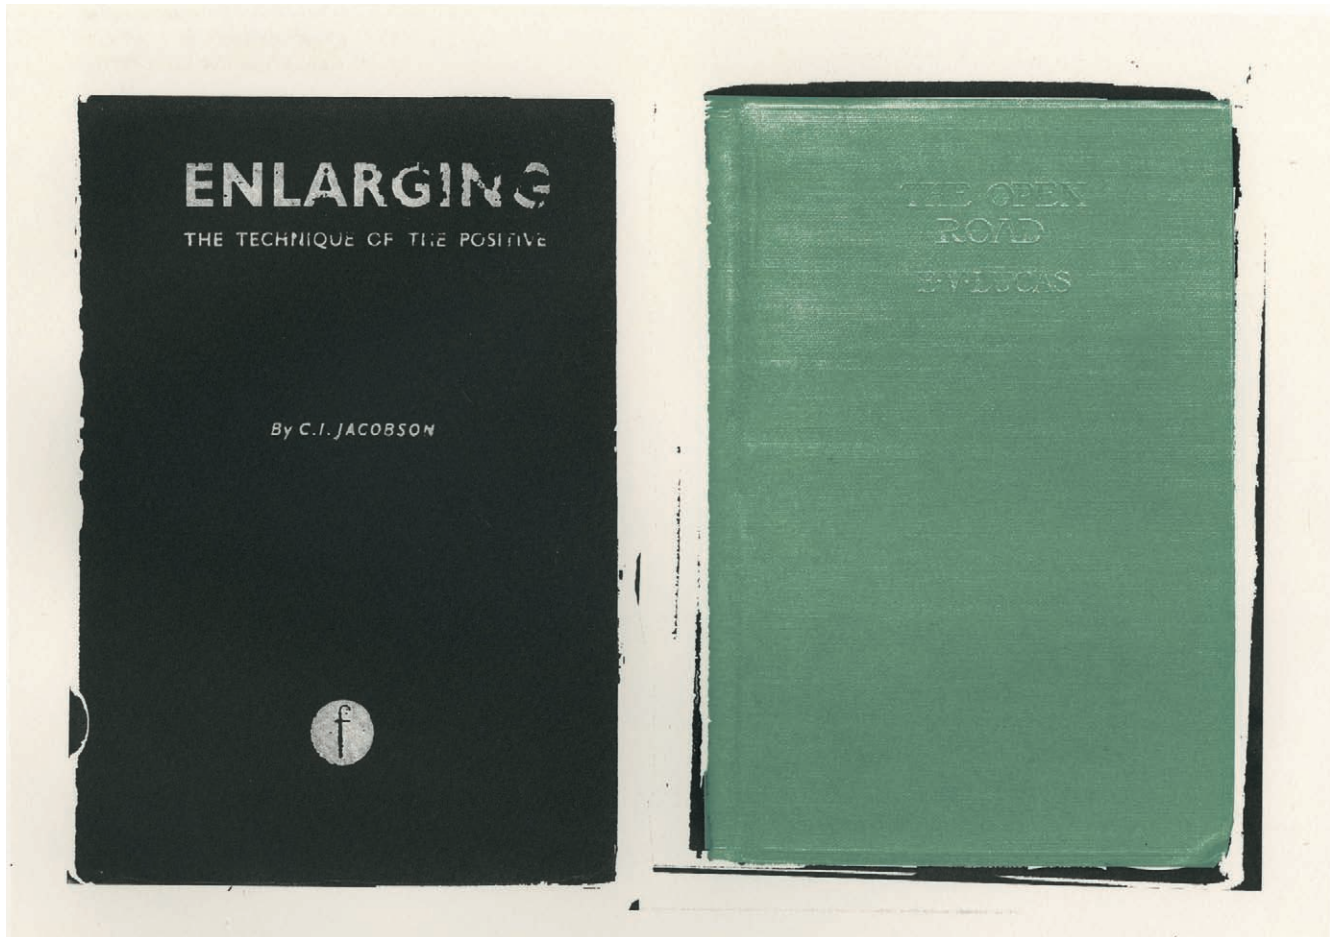 ENLARGING
THE TECHNIQUE OF THE POSITIVE
By C.I. JACOBSON
f
THE OPEN
ROAD
E·V·LUCAS